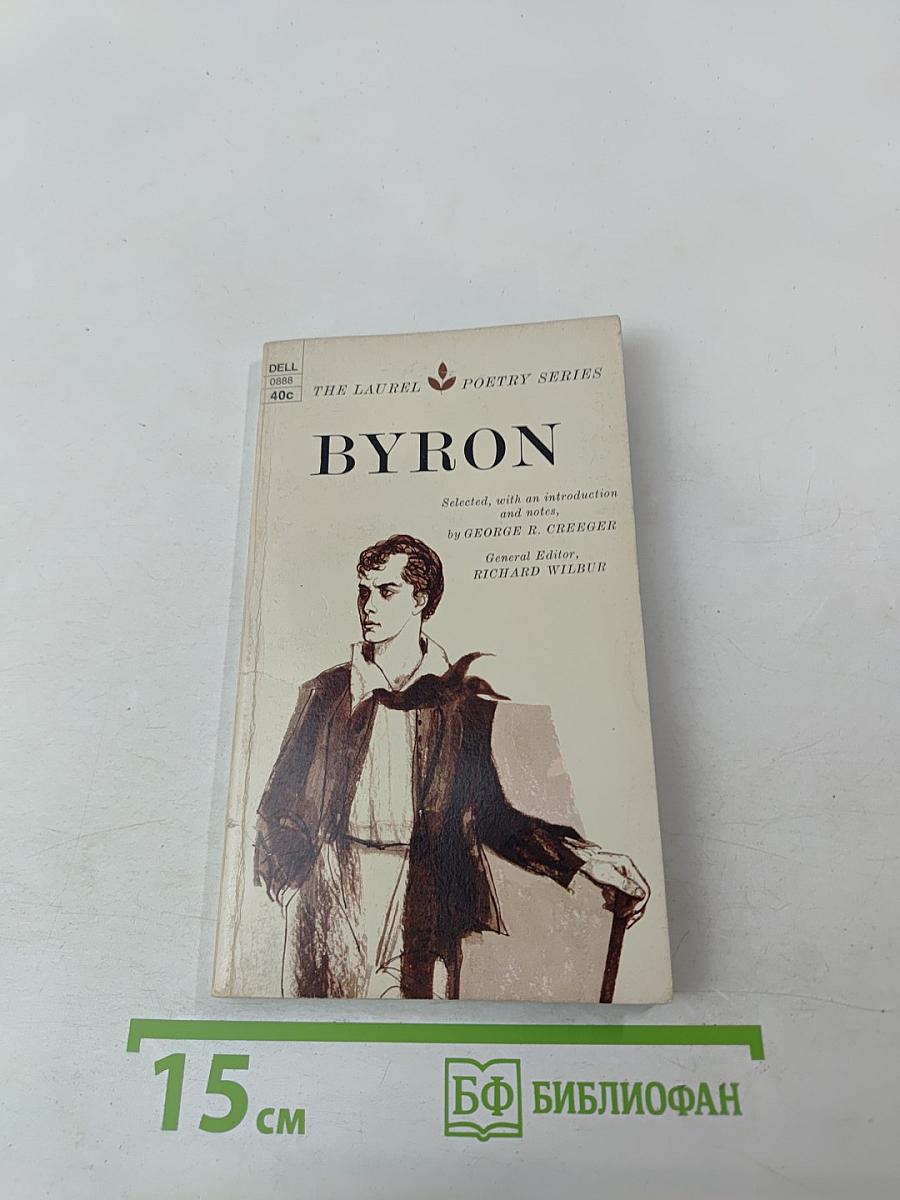 DELL
0888
40c
THE LAUREL POETRY SERIES
BYRON
Selected, with an introduction
and notes,
by GEORGE R. CREEGER
General Editor,
RICHARD WILBUR
15 см
БФ БИБЛИОФАН